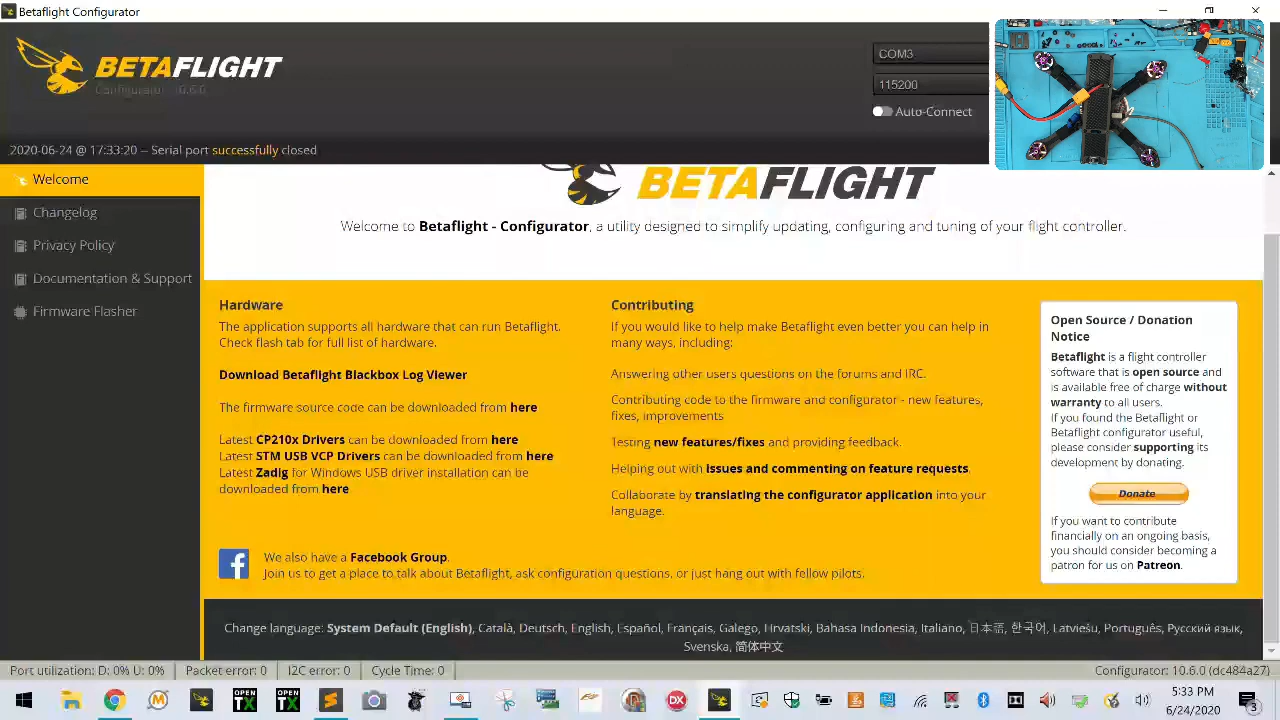 Betaflight Configurator
BETAFLIGHT
Configurator 10.6.0
COM3
115200
Auto-Connect
2020-06-24 @ 17:33:20 -- Serial port successfully closed
Welcome
Changelog
Privacy Policy
Documentation & Support
Firmware Flasher
BETAFLIGHT
Welcome to Betaflight - Configurator, a utility designed to simplify updating, configuring and tuning of your flight controller.
Hardware
The application supports all hardware that can run Betaflight.
Check flash tab for full list of hardware.
Download Betaflight Blackbox Log Viewer
The firmware source code can be downloaded from here
Latest CP210x Drivers can be downloaded from here
Latest STM USB VCP Drivers can be downloaded from here
Latest Zadig for Windows USB driver installation can be
downloaded from here
Contributing
If you would like to help make Betaflight even better you can help in
many ways, including:
Answering other users questions on the forums and IRC.
Contributing code to the firmware and configurator - new features,
fixes, improvements
Testing new features/fixes and providing feedback.
Helping out with issues and commenting on feature requests.
Collaborate by translating the configurator application into your
language.
Open Source / Donation
Notice
Betaflight is a flight controller
software that is open source and
is available free of charge without
warranty to all users.
If you found the Betaflight or
Betaflight configurator useful,
please consider supporting its
development by donating.
Donate
If you want to contribute
financially on an ongoing basis,
you should consider becoming a
patron for us on Patreon.
We also have a Facebook Group.
Join us to get a place to talk about Betaflight, ask configuration questions, or just hang out with fellow pilots.
Change language: System Default (English), Català, Deutsch, English, Español, Français, Galego, Hrvatski, Bahasa Indonesia, Italiano, 日本語, 한국어, Latviešu, Português, Русский язык,
Svenska, 简体中文
Port utilization: D: 0% U: 0%
Packet error: 0
I2C error: 0
Cycle Time: 0
Configurator: 10.6.0 (dc484a27)
OPEN TX
OPEN TX
DX
5:33 PM
6/24/2020
3